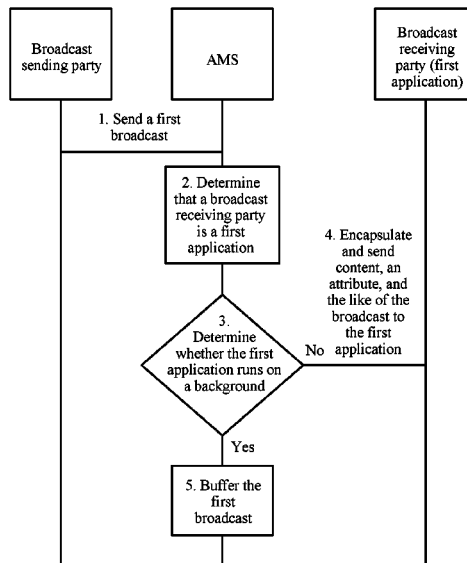 Broadcast
sending party
AMS
Broadcast
receiving
party (first
application)
1. Send a first
broadcast
2. Determine
that a broadcast
receiving party
is a first
application
4. Encapsulate
and send
content, an
attribute, and
the like of the
broadcast to
the first
application
3.
Determine
whether the first
application runs on
a background
No
Yes
5. Buffer the
first
broadcast